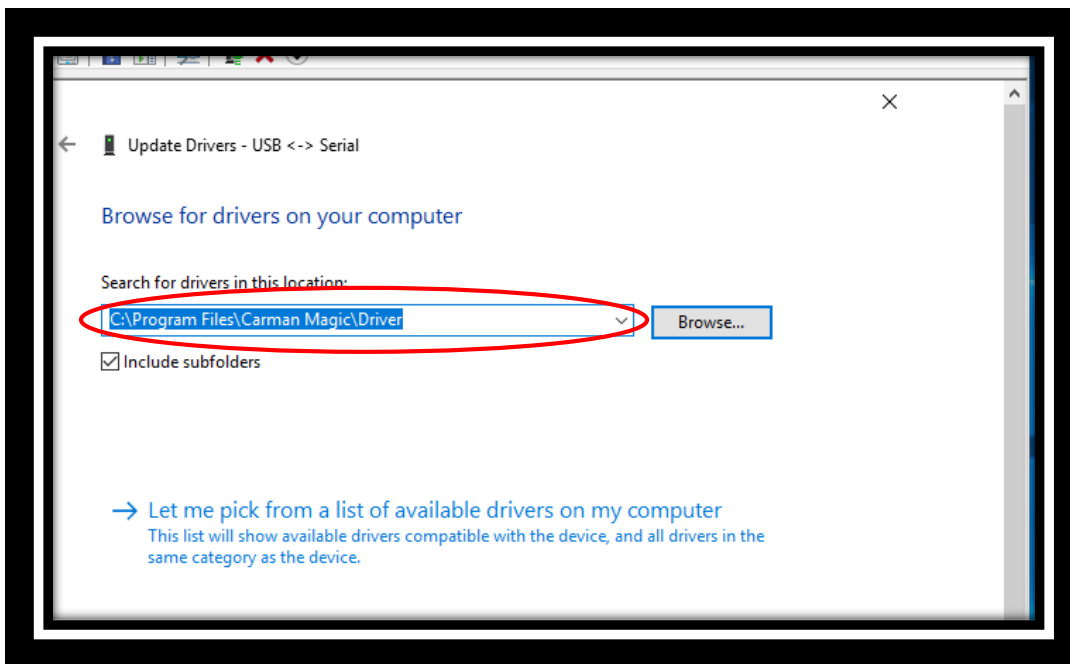 Update Drivers - USB <-> Serial
Browse for drivers on your computer
Search for drivers in this location:
C:\Program Files\Carman Magic\Driver
Browse...
Include subfolders
Let me pick from a list of available drivers on my computer
This list will show available drivers compatible with the device, and all drivers in the
same category as the device.